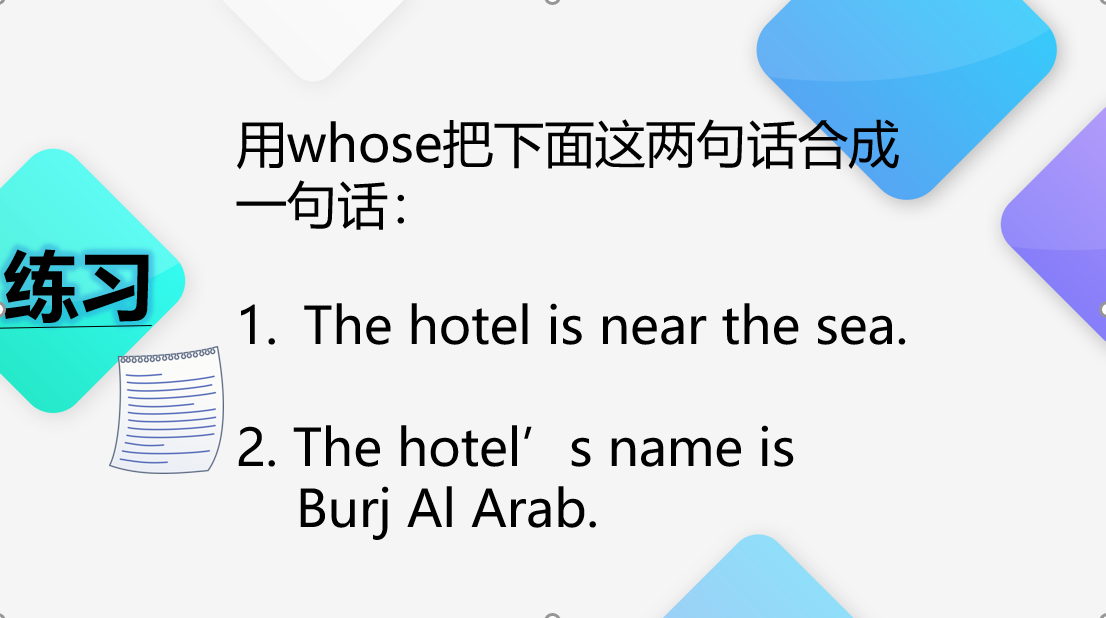 用whose把下面这两句话合成
一句话：
练习
1. The hotel is near the sea.
2. The hotel’s name is
Burj Al Arab.